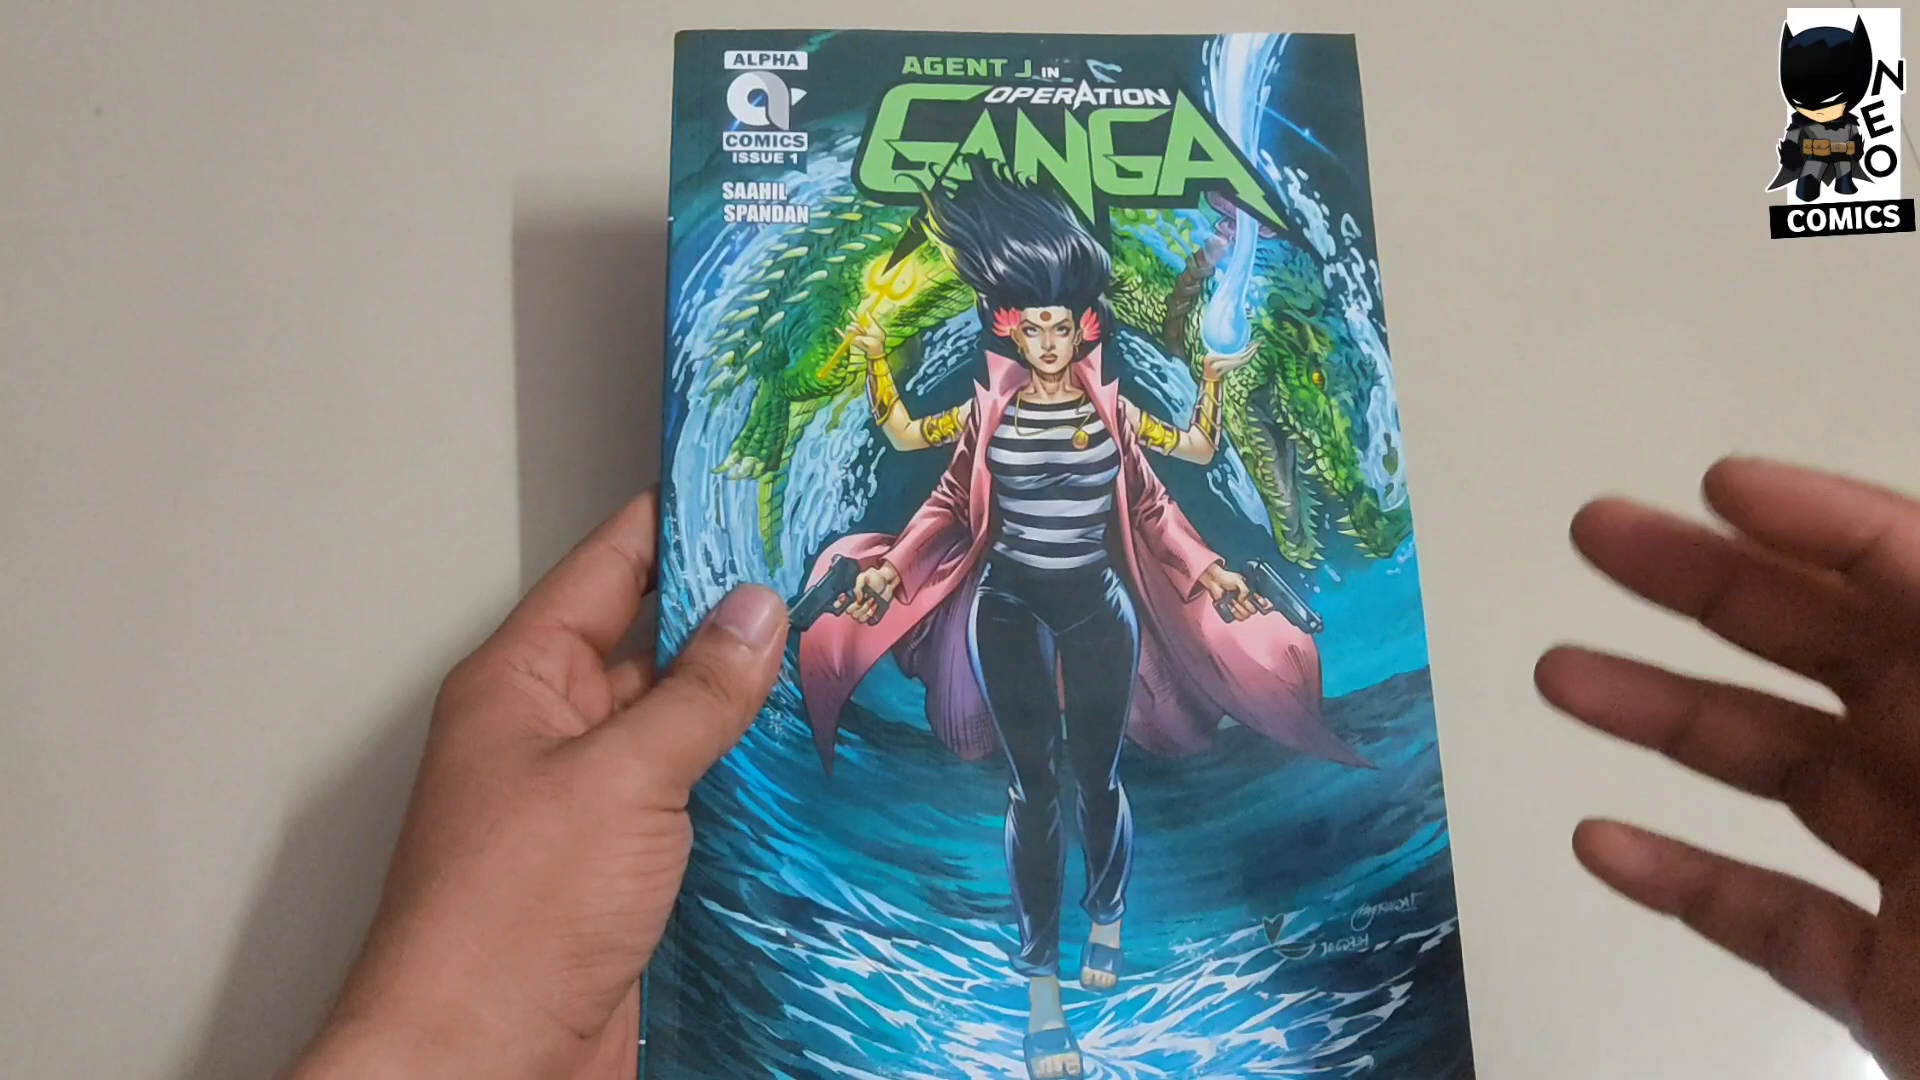 ALPHA
COMICS
ISSUE 1
SAAHIL
SPANDAN
AGENT J IN
OPERATION
GANGA
NEO
COMICS